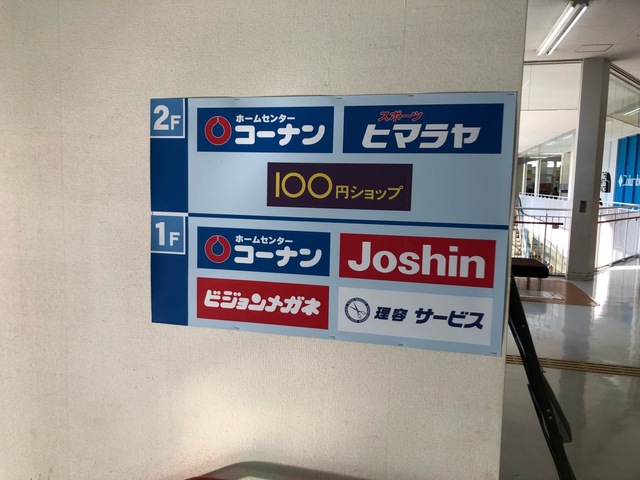 2F
ホームセンター
コーナン
スポーツ
ヒマラヤ
100円ショップ
1F
ホームセンター
コーナン
Joshin
ビジョンメガネ
理容 サービス
Columbia